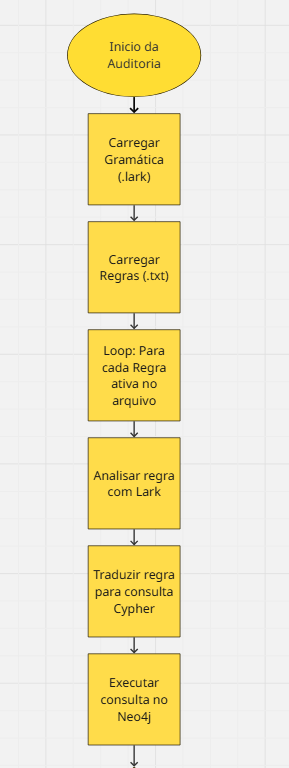 Inicio da
Auditoria
Carregar
Gramática
(.lark)
Carregar
Regras (.txt)
Loop: Para
cada Regra
ativa no
arquivo
Analisar regra
com Lark
Traduzir regra
para consulta
Cypher
Executar
consulta no
Neo4j